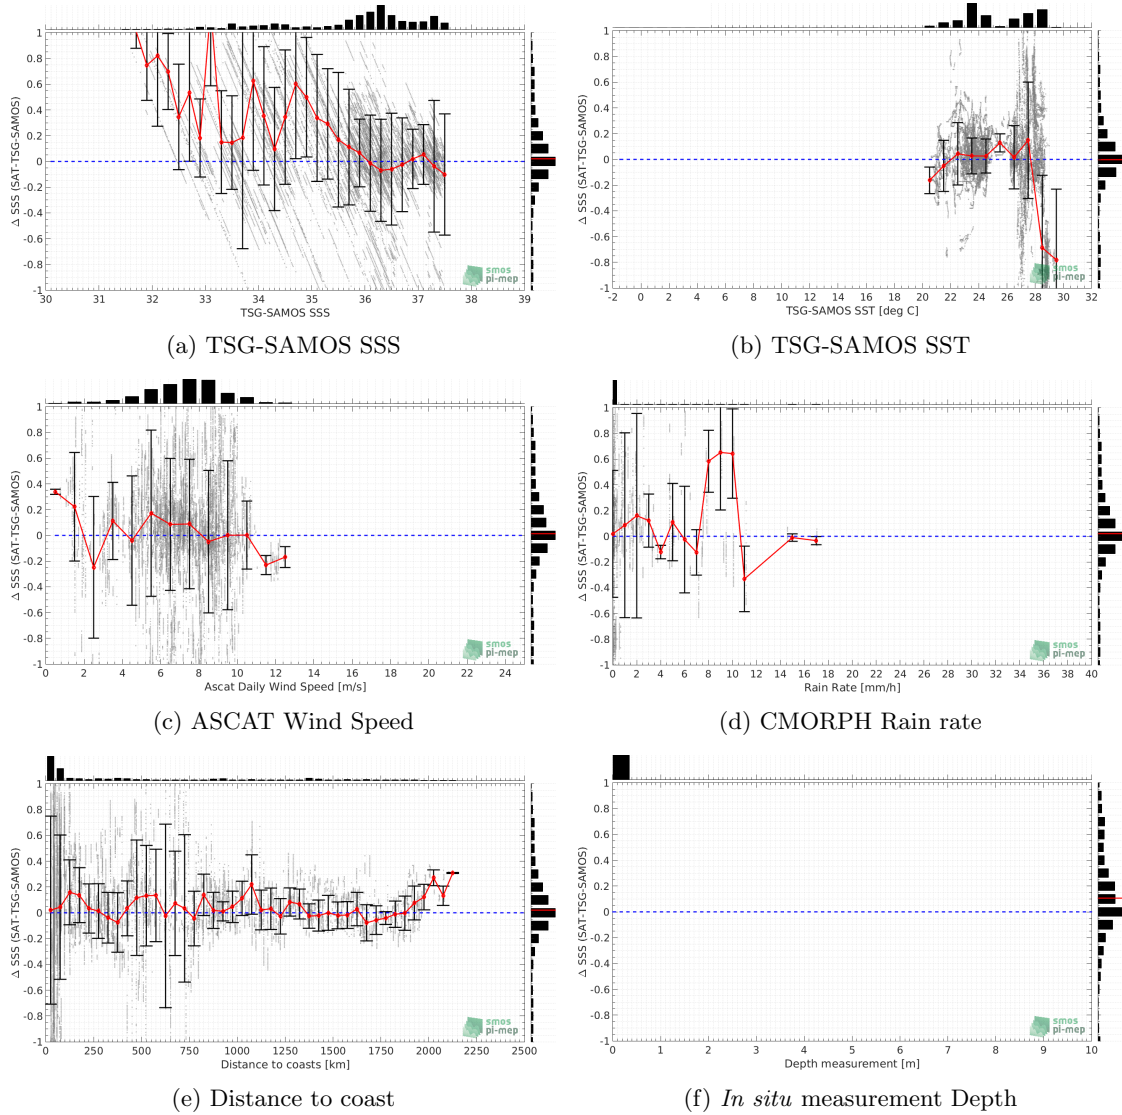 1
0.8
0.6
0.4
0.2
0
-0.2
-0.4
-0.6
-0.8
-1
Δ SSS (SAT-TSG-SAMOS)
30 31 32 33 34 35 36 37 38 39
TSG-SAMOS SSS
smos
pi-mep
(a) TSG-SAMOS SSS
1
0.8
0.6
0.4
0.2
0
-0.2
-0.4
-0.6
-0.8
-1
Δ SSS (SAT-TSG-SAMOS)
-2 0 2 4 6 8 10 12 14 16 18 20 22 24 26 28 30 32
TSG-SAMOS SST [deg C]
smos
pi-mep
(b) TSG-SAMOS SST
1
0.8
0.6
0.4
0.2
0
-0.2
-0.4
-0.6
-0.8
-1
Δ SSS (SAT-TSG-SAMOS)
0 2 4 6 8 10 12 14 16 18 20 22 24
Ascat Daily Wind Speed [m/s]
smos
pi-mep
(c) ASCAT Wind Speed
1
0.8
0.6
0.4
0.2
0
-0.2
-0.4
-0.6
-0.8
-1
Δ SSS (SAT-TSG-SAMOS)
0 2 4 6 8 10 12 14 16 18 20 22 24 26 28 30 32 34 36 38 40
Rain Rate [mm/h]
smos
pi-mep
(d) CMORPH Rain rate
1
0.8
0.6
0.4
0.2
0
-0.2
-0.4
-0.6
-0.8
-1
Δ SSS (SAT-TSG-SAMOS)
0 250 500 750 1000 1250 1500 1750 2000 2250 2500
Distance to coasts [km]
smos
pi-mep
(e) Distance to coast
1
0.8
0.6
0.4
0.2
0
-0.2
-0.4
-0.6
-0.8
-1
Δ SSS (SAT-TSG-SAMOS)
0 1 2 3 4 5 6 7 8 9 10
Depth measurement [m]
smos
pi-mep
(f) In situ measurement Depth